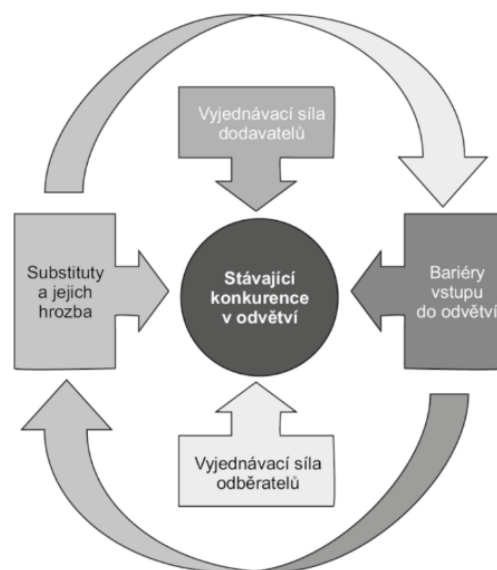 Vyjednávací síla
dodavatelů
Substituty
a jejich
hrozba
Stávající
konkurence
v odvětví
Bariéry
vstupu
do odvětví
Vyjednávací síla
odběratelů